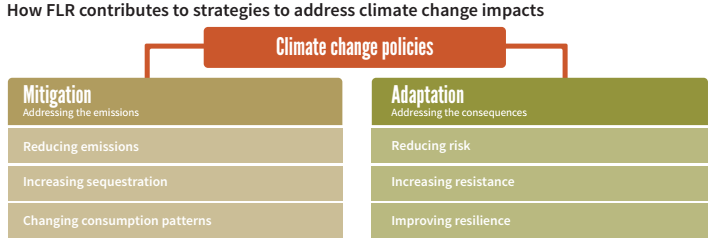 How FLR contributes to strategies to address climate change impacts
Climate change policies
Mitigation
Addressing the emissions
Reducing emissions
Increasing sequestration
Changing consumption patterns
Adaptation
Addressing the consequences
Reducing risk
Increasing resistance
Improving resilience